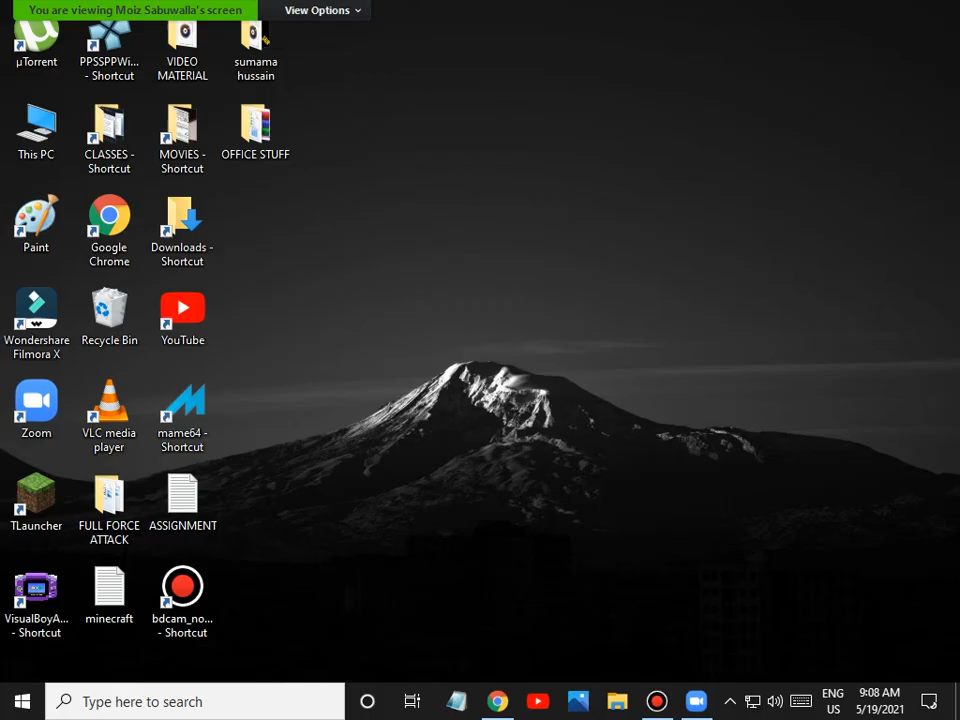 You are viewing Moiz Sabuwalla's screen
View Options
µTorrent
PPSSPPWi...
- Shortcut
VIDEO
MATERIAL
sumama
hussain
This PC
CLASSES -
Shortcut
MOVIES -
Shortcut
OFFICE STUFF
Paint
Google
Chrome
Downloads -
Shortcut
Wondershare
Filmora X
Recycle Bin
YouTube
Zoom
VLC media
player
mame64 -
Shortcut
TLauncher
FULL FORCE
ATTACK
ASSIGNMENT
VisualBoyA...
- Shortcut
minecraft
bdcam_no...
- Shortcut
Type here to search
ENG
US
9:08 AM
5/19/2021